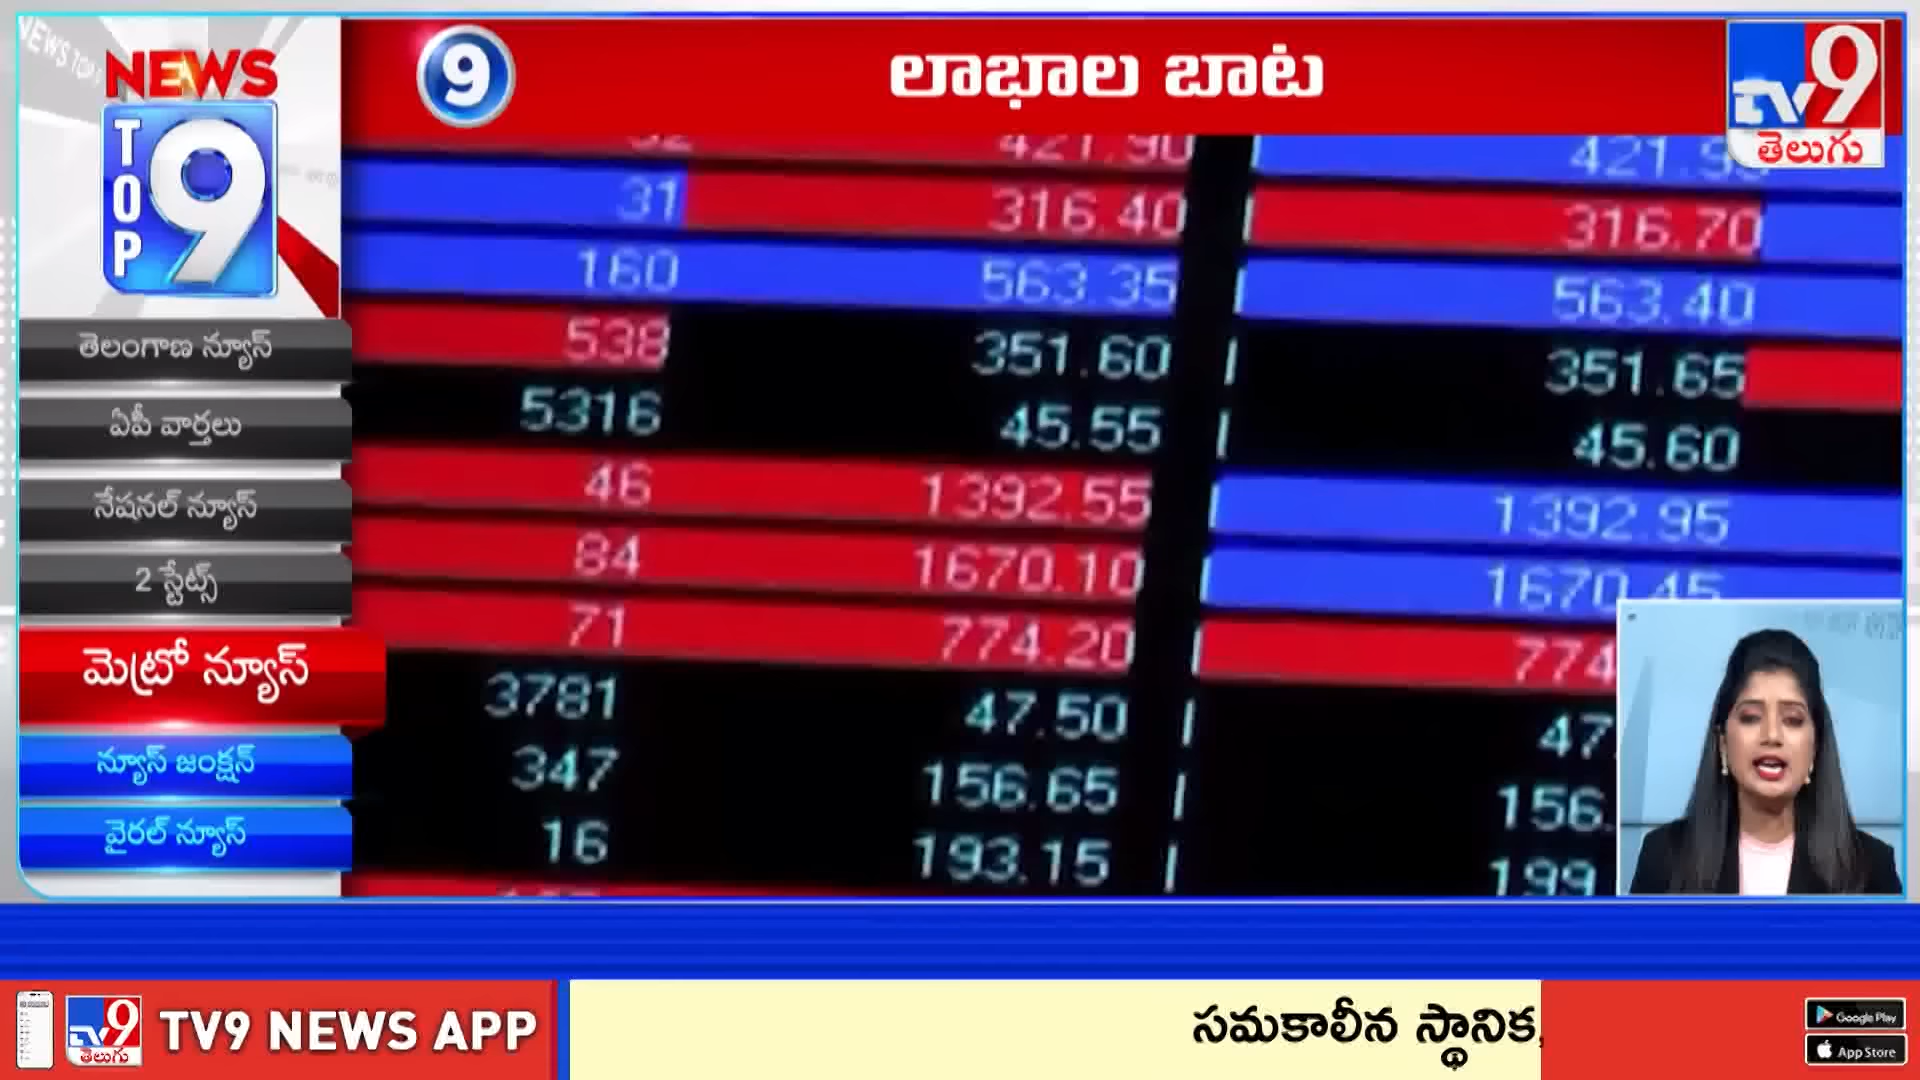 NEWS
TOP 9
9
లాభాల బాట
TV9
తెలుగు
421.90
31 316.40 316.70
160 563.35 563.40
538 351.60 351.65
5316 45.55 45.60
46 1392.55 1392.95
84 1670.10 1670.45
71 774.20 774
3781 47.50 47.
347 156.65 156.
16 193.15 199
తెలంగాణ న్యూస్
ఏపీ వార్తలు
నేషనల్ న్యూస్
2 స్టేట్స్
మెట్రో న్యూస్
న్యూస్ జంక్షన్
వైరల్ న్యూస్
TV9
తెలుగు
TV9 NEWS APP
సమకాలీన స్థానిక,
Google Play
App Store